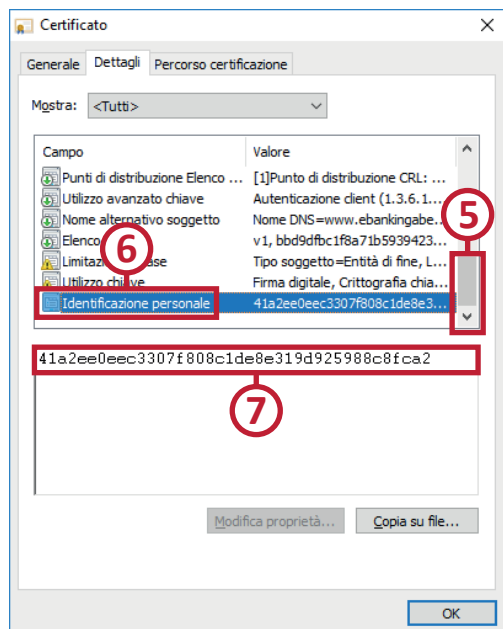 Certificato
Generale Dettagli Percorso certificazione
Mostra: <Tutti>
Campo Valore
Punti di distribuzione Elenco ... [1]Punto di distribuzione CRL: ...
Utilizzo avanzato chiave Autenticazione client (1.3.6.1...
Nome alternativo soggetto Nome DNS=www.ebankingabe...
5
Elenco v1, bbd9dfbc1f8a71b5939423...
6
Tipo soggetto=Entità di fine, L...
Utilizzo chiave Firma digitale, Crittografia chia...
Identificazione personale 41a2ee0eec3307f808c1de8e3...
41a2ee0eec3307f808c1de8e319d925988c8fca2
7
Modifica proprietà... Copia su file...
OK